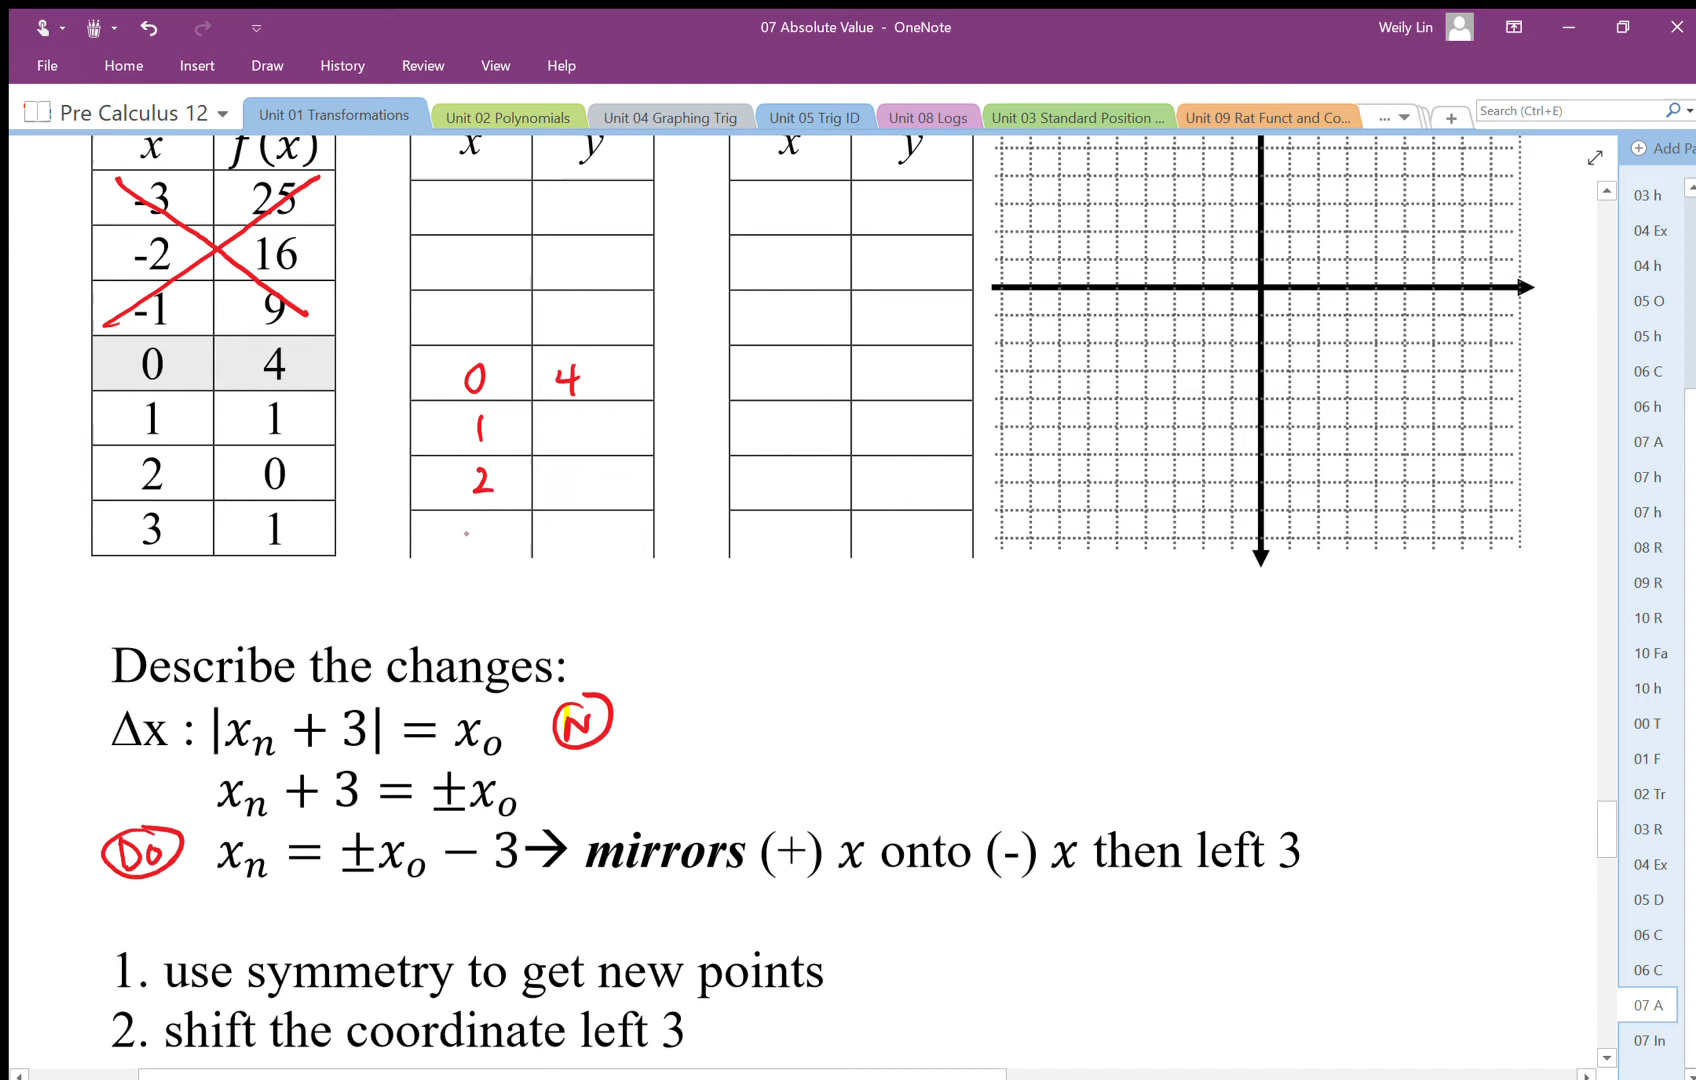 07 Absolute Value - OneNote
Weily Lin
File Home Insert Draw History Review View Help
Pre Calculus 12
Unit 01 Transformations Unit 02 Polynomials Unit 04 Graphing Trig Unit 05 Trig ID Unit 08 Logs Unit 03 Standard Position ... Unit 09 Rat Funct and Co... ...
Search (Ctrl+E)
x f(x)
-3 25
-2 16
-1 9
0 4
1 1
2 0
3 1
x y
0 4
1
2
x y
Describe the changes:
Δx : |xₙ + 3| = xₒ N
xₙ + 3 = ±xₒ
Do xₙ = ±xₒ − 3→ mirrors (+) x onto (-) x then left 3
1. use symmetry to get new points
2. shift the coordinate left 3
Add Pa
03 h
04 Ex
04 h
05 O
05 h
06 C
06 h
07 A
07 h
07 h
08 R
09 R
10 R
10 Fa
10 h
00 T
01 F
02 Tr
03 R
04 Ex
05 D
06 C
06 C
07 A
07 In